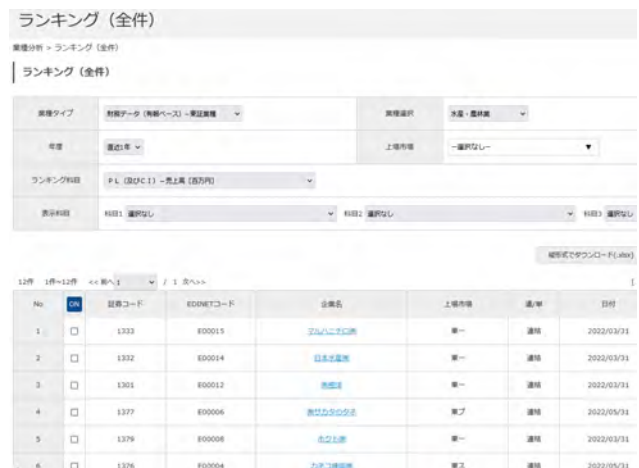 ランキング（全件）
業種分析 > ランキング（全件）
ランキング（全件）
業種タイプ 財務データ（有報ベース）－東証業種 業種選択 水産・農林業
年度 直近1年 上場市場 －選択なし－
ランキング科目 ＰＬ（及びＣＩ）－売上高（百万円）
表示科目 科目1 選択なし 科目2 選択なし 科目3 選択なし
縦形式でダウンロード(.xlsx)
12件 1件~12件 <<前へ 1 / 1 次へ>>
No ON 証券コード EDINETコード 企業名 上場市場 連/単 日付
1 1333 E00015 マルハニチロ㈱ 東一 連結 2022/03/31
2 1332 E00014 日本水産㈱ 東一 連結 2022/03/31
3 1301 E00012 ㈱極洋 東一 連結 2022/03/31
4 1377 E00006 ㈱サカタのタネ 東プ 連結 2022/05/31
5 1379 E00008 ホクト㈱ 東一 連結 2022/03/31
6 1376 E00004 カネコ種苗㈱ 東ス 連結 2022/05/31